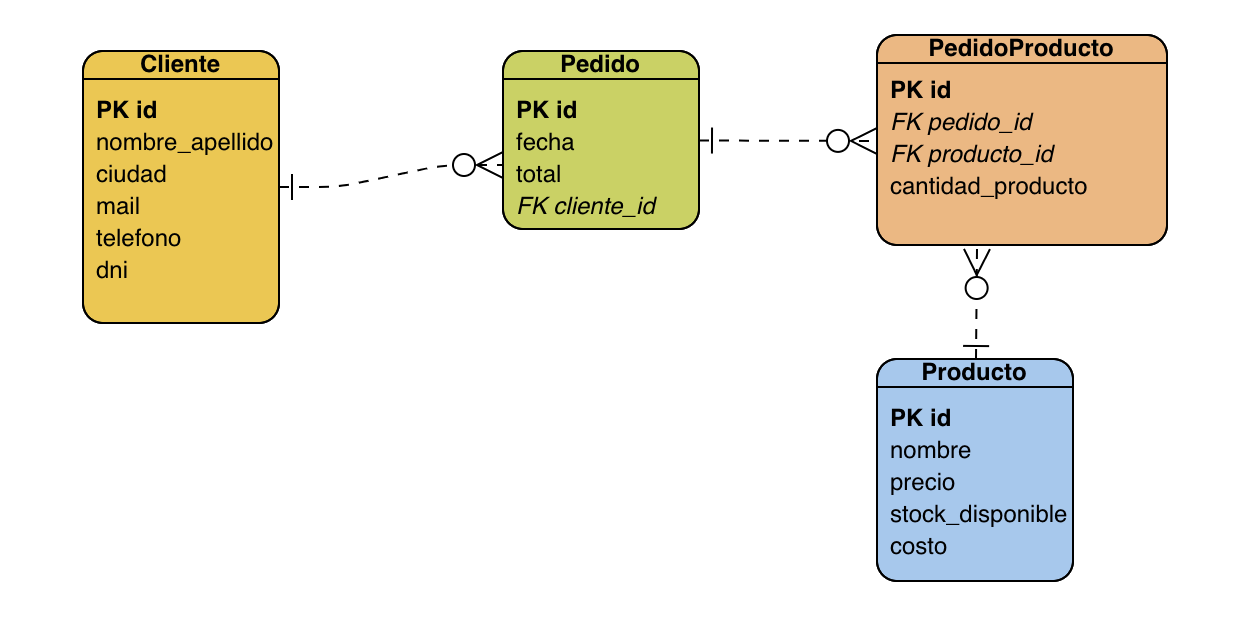 Cliente
PK id
nombre_apellido
ciudad
mail
telefono
dni
Pedido
PK id
fecha
total
FK cliente_id
PedidoProducto
PK id
FK pedido_id
FK producto_id
cantidad_producto
Producto
PK id
nombre
precio
stock_disponible
costo